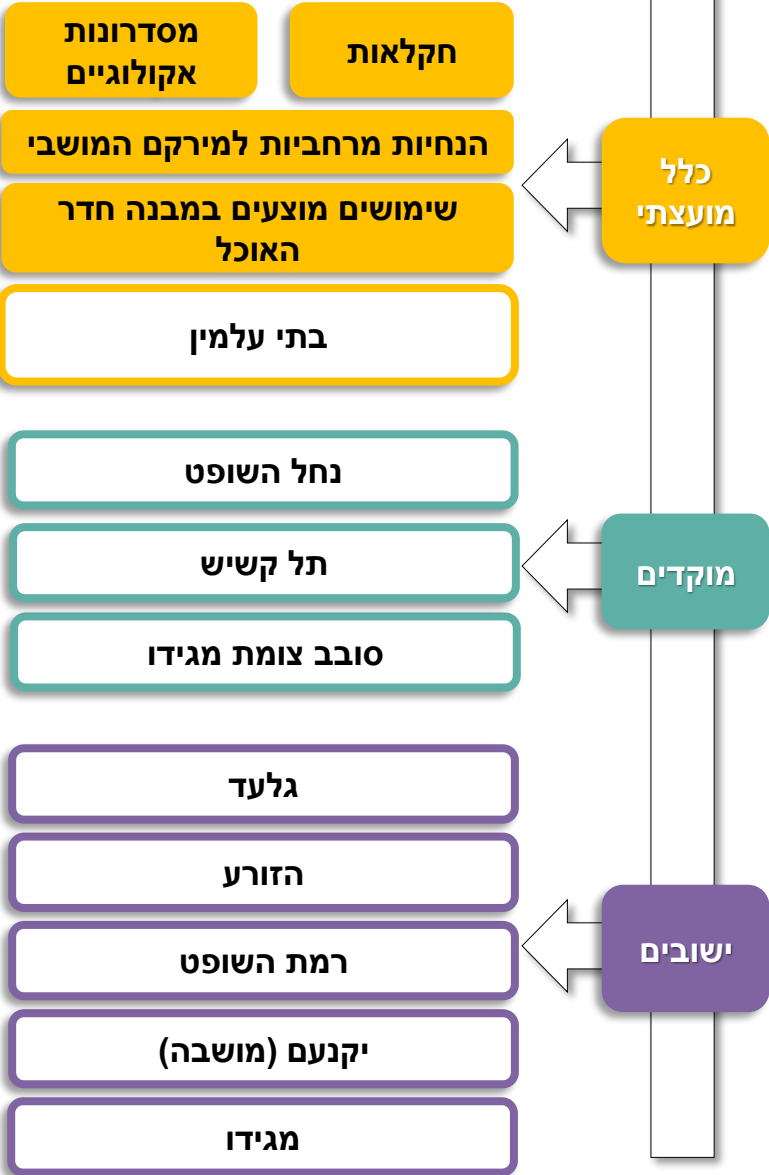 חקלאות
מסדרונות
אקולוגיים
הנחיות מרחביות למירקם המושבי
שימושים מוצעים במבנה חדר
האוכל
בתי עלמין
כלל
מועצתי
נחל השופט
תל קשיש
סובב צומת מגידו
מוקדים
גלעד
הזורע
רמת השופט
יקנעם (מושבה)
מגידו
ישובים